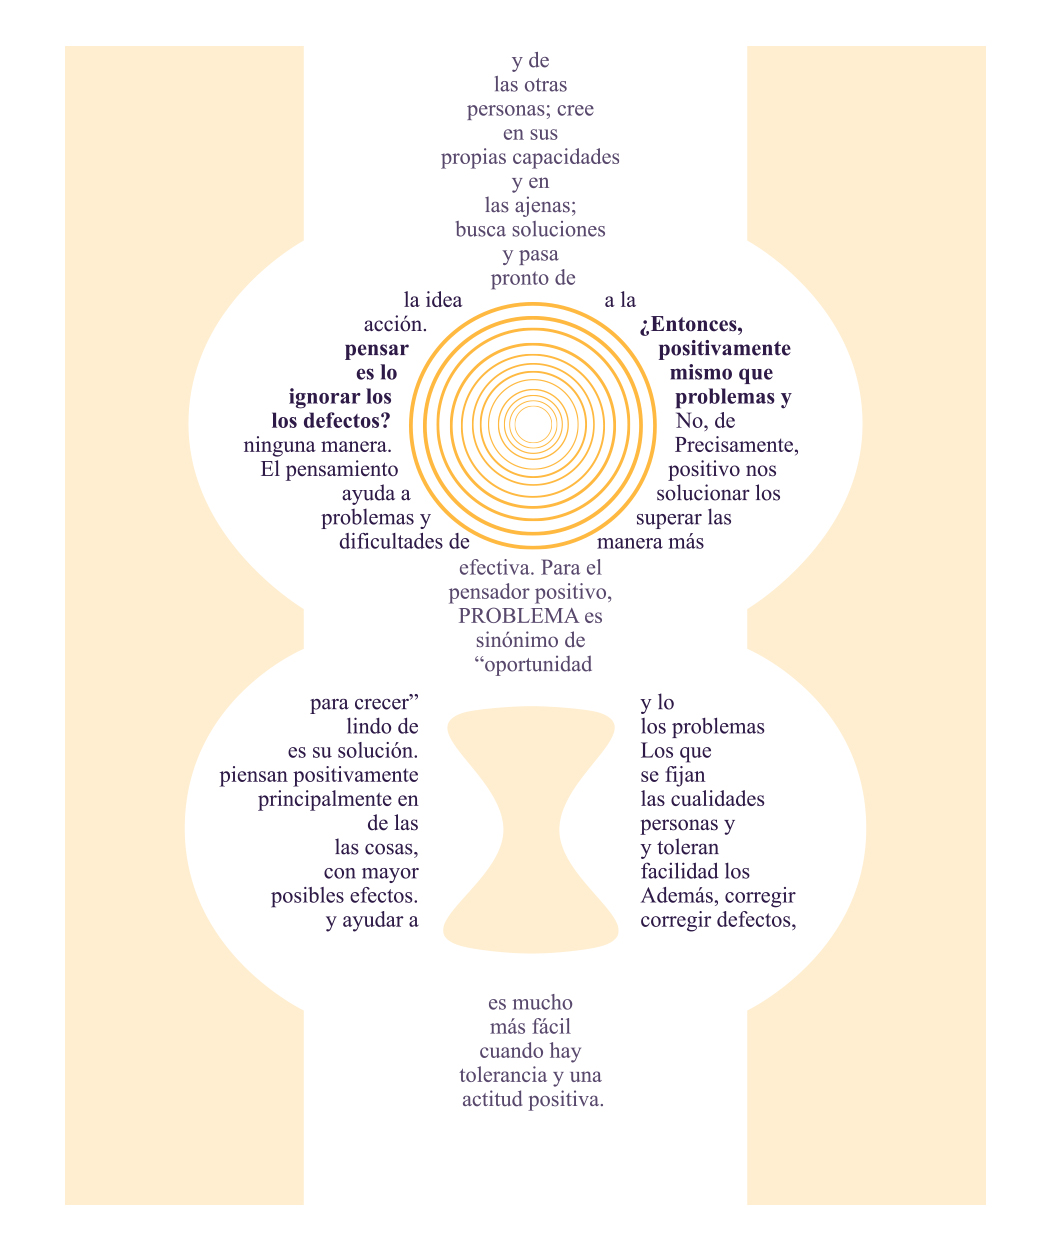 y de
las otras
personas; cree
en sus
propias capacidades
y en
las ajenas;
busca soluciones
y pasa
pronto de
la idea a la
acción. ¿Entonces,
pensar positivamente
es lo mismo que
ignorar los problemas y
los defectos? No, de
ninguna manera. Precisamente,
El pensamiento positivo nos
ayuda a solucionar los
problemas y superar las
dificultades de manera más
efectiva. Para el
pensador positivo,
PROBLEMA es
sinónimo de
“oportunidad
para crecer” y lo
lindo de los problemas
es su solución. Los que
piensan positivamente se fijan
principalmente en las cualidades
de las personas y
las cosas, y toleran
con mayor facilidad los
posibles efectos. Además, corregir
y ayudar a corregir defectos,
es mucho
más fácil
cuando hay
tolerancia y una
actitud positiva.